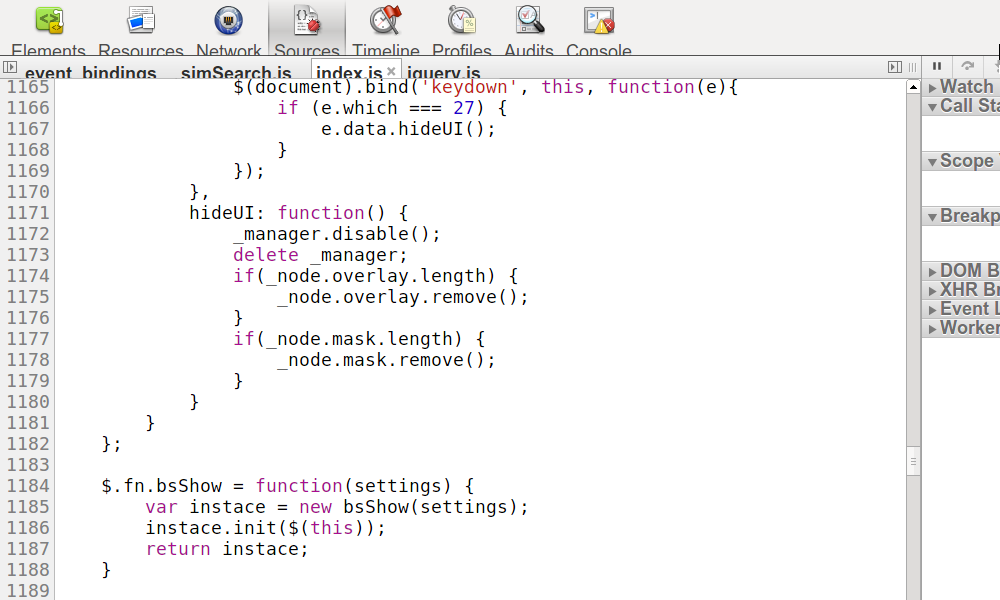 Elements Resources Network Sources Timeline Profiles Audits Console
event_bindings simSearch.js index.js × jquery.js
Watch
Call Sta
Scope
Breakp
DOM B
XHR Br
Event L
Worker
1165 $(document).bind('keydown', this, function(e){
1166 if (e.which === 27) {
1167 e.data.hideUI();
1168 }
1169 });
1170 },
1171 hideUI: function() {
1172 _manager.disable();
1173 delete _manager;
1174 if(_node.overlay.length) {
1175 _node.overlay.remove();
1176 }
1177 if(_node.mask.length) {
1178 _node.mask.remove();
1179 }
1180 }
1181 }
1182 };
1183
1184 $.fn.bsShow = function(settings) {
1185 var instace = new bsShow(settings);
1186 instace.init($(this));
1187 return instace;
1188 }
1189